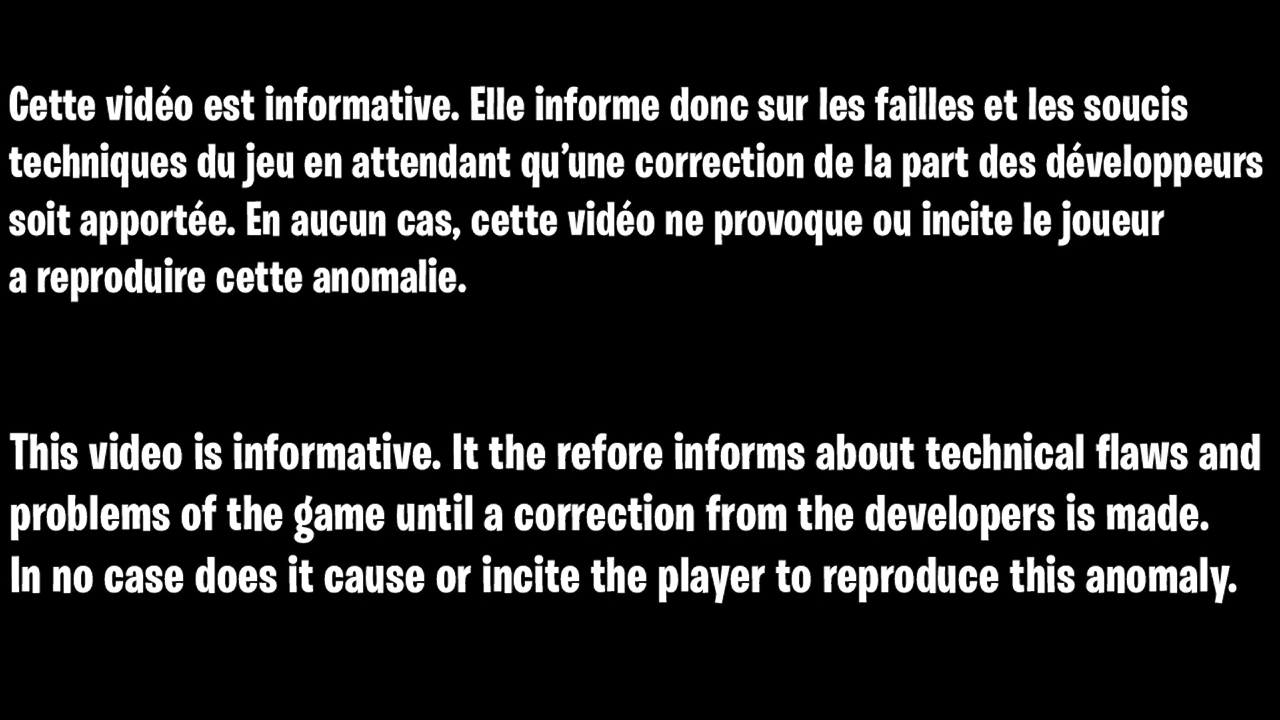 Cette vidéo est informative. Elle informe donc sur les failles et les soucis
techniques du jeu en attendant qu’une correction de la part des développeurs
soit apportée. En aucun cas, cette vidéo ne provoque ou incite le joueur
a reproduire cette anomalie.
This video is informative. It the refore informs about technical flaws and
problems of the game until a correction from the developers is made.
In no case does it cause or incite the player to reproduce this anomaly.